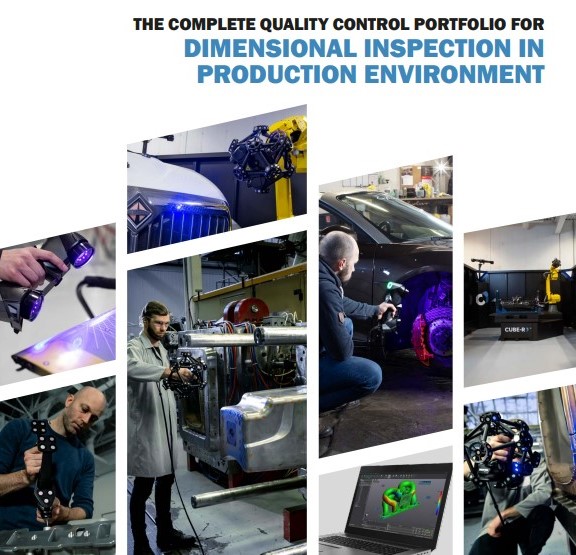 THE COMPLETE QUALITY CONTROL PORTFOLIO FOR
DIMENSIONAL INSPECTION IN
PRODUCTION ENVIRONMENT
CUBE-R